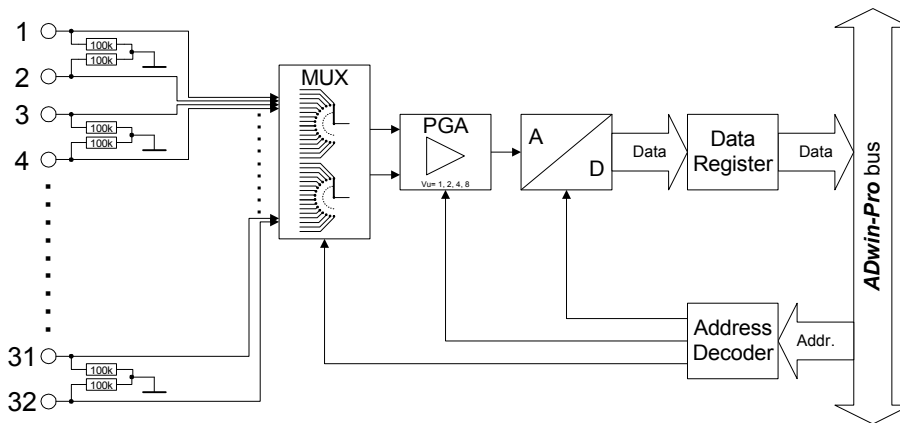 1
100k
100k
2
3
100k
100k
4
31
100k
100k
32
MUX
PGA
Vu= 1, 2, 4, 8
A
D
Data
Data
Register
Data
Address
Decoder
Addr.
ADwin-Pro bus